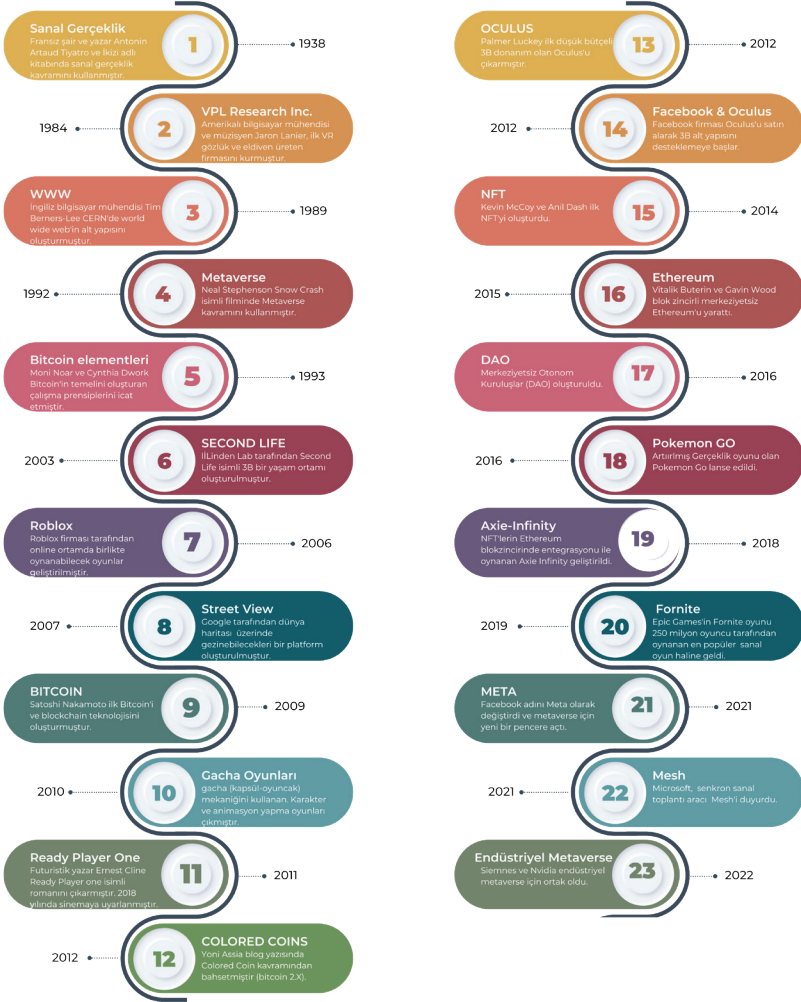 Sanal Gerçeklik
Fransız şair ve yazar Antonin
Artaud Tiyatro ve İkizi adlı
kitabında sanal gerçeklik
kavramını kullanmıştır.
1
1938
1984
2
VPL Research Inc.
Amerikalı bilgisayar mühendisi
ve müzisyen Jaron Lanier, ilk VR
gözlük ve eldiven üreten
firmasını kurmuştur.
WWW
İngiliz bilgisayar mühendisi Tim
Berners-Lee CERN'de world
wide web'in alt yapısını
oluşturmuştur.
3
1989
1992
4
Metaverse
Neal Stephenson Snow Crash
isimli filminde Metaverse
kavramını kullanmıştır.
Bitcoin elementleri
Moni Noar ve Cynthia Dwork
Bitcoin'in temelini oluşturan
çalışma prensiplerini icat
etmiştir.
5
1993
2003
6
SECOND LIFE
İLinden Lab tarafından Second
Life isimli 3B bir yaşam ortamı
oluşturulmuştur.
Roblox
Roblox firması tarafından
online ortamda birlikte
oynanabilecek oyunlar
geliştirilmiştir.
7
2006
2007
8
Street View
Google tarafından dünya
haritası üzerinde
gezinebilecekleri bir platform
oluşturulmuştur.
BITCOIN
Satoshi Nakamoto ilk Bitcoin'i
ve blockchain teknolojisini
oluşturmuştur.
9
2009
2010
10
Gacha Oyunları
gacha (kapsül-oyuncak)
mekaniğini kullanan. Karakter
ve animasyon yapma oyunları
çıkmıştır.
Ready Player One
Futuristik yazar Ernest Cline
Ready Player one isimli
romanını çıkarmıştır. 2018
yılında sinemaya uyarlanmıştır.
11
2011
2012
12
COLORED COINS
Yoni Assia blog yazısında
Colored Coin kavramından
bahsetmiştir (bitcoin 2.X).
OCULUS
Palmer Luckey ilk düşük bütçeli
3B donanım olan Oculus'u
çıkarmıştır.
13
2012
2012
14
Facebook & Oculus
Facebook firması Oculus'u satın
alarak 3B alt yapısını
desteklemeye başlar.
NFT
Kevin McCoy ve Anil Dash ilk
NFT'yi oluşturdu.
15
2014
2015
16
Ethereum
Vitalik Buterin ve Gavin Wood
blok zincirli merkeziyetsiz
Ethereum'u yarattı.
DAO
Merkeziyetsiz Otonom
Kuruluşlar (DAO) oluşturuldu.
17
2016
2016
18
Pokemon GO
Artıırlmış Gerçeklik oyunu olan
Pokemon Go lanse edildi.
Axie-Infinity
NFT'lerin Ethereum
blokzincirinde entegrasyonu ile
oynanan Axie Infinity geliştirildi.
19
2018
2019
20
Fornite
Epic Games'in Fornite oyunu
250 milyon oyuncu tarafından
oynanan en popüler sanal
oyun haline geldi.
META
Facebook adını Meta olarak
değiştirdi ve metaverse için
yeni bir pencere açtı.
21
2021
2021
22
Mesh
Microsoft, senkron sanal
toplantı aracı Mesh'i duyurdu.
Endüstriyel Metaverse
Siemnes ve Nvidia endüstriyel
metaverse için ortak oldu.
23
2022